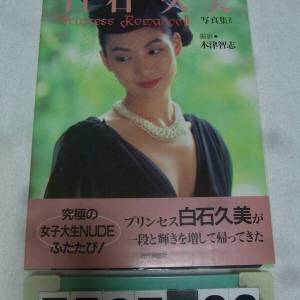 白石久美
Princess Romanced
写真集
撮影●
木津智志
究極の
女子大生NUDE
ふたたび!
プリンセス白石久美が
一段と輝きを増して帰ってきた